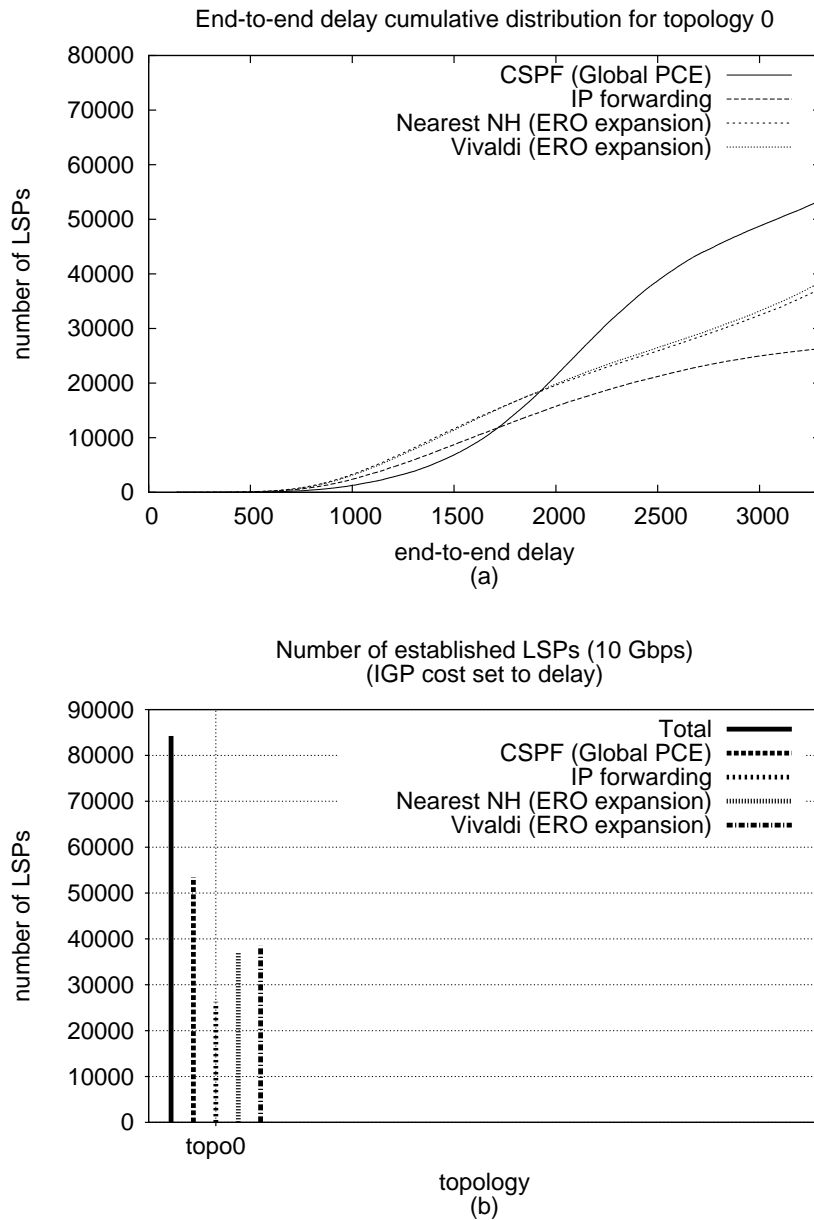 End-to-end delay cumulative distribution for topology 0
80000
70000
60000
50000
40000
30000
20000
10000
0
number of LSPs
CSPF (Global PCE)
IP forwarding
Nearest NH (ERO expansion)
Vivaldi (ERO expansion)
0 500 1000 1500 2000 2500 3000
end-to-end delay
(a)
Number of established LSPs (10 Gbps)
(IGP cost set to delay)
90000
80000
70000
60000
50000
40000
30000
20000
10000
0
number of LSPs
Total
CSPF (Global PCE)
IP forwarding
Nearest NH (ERO expansion)
Vivaldi (ERO expansion)
topo0
topology
(b)